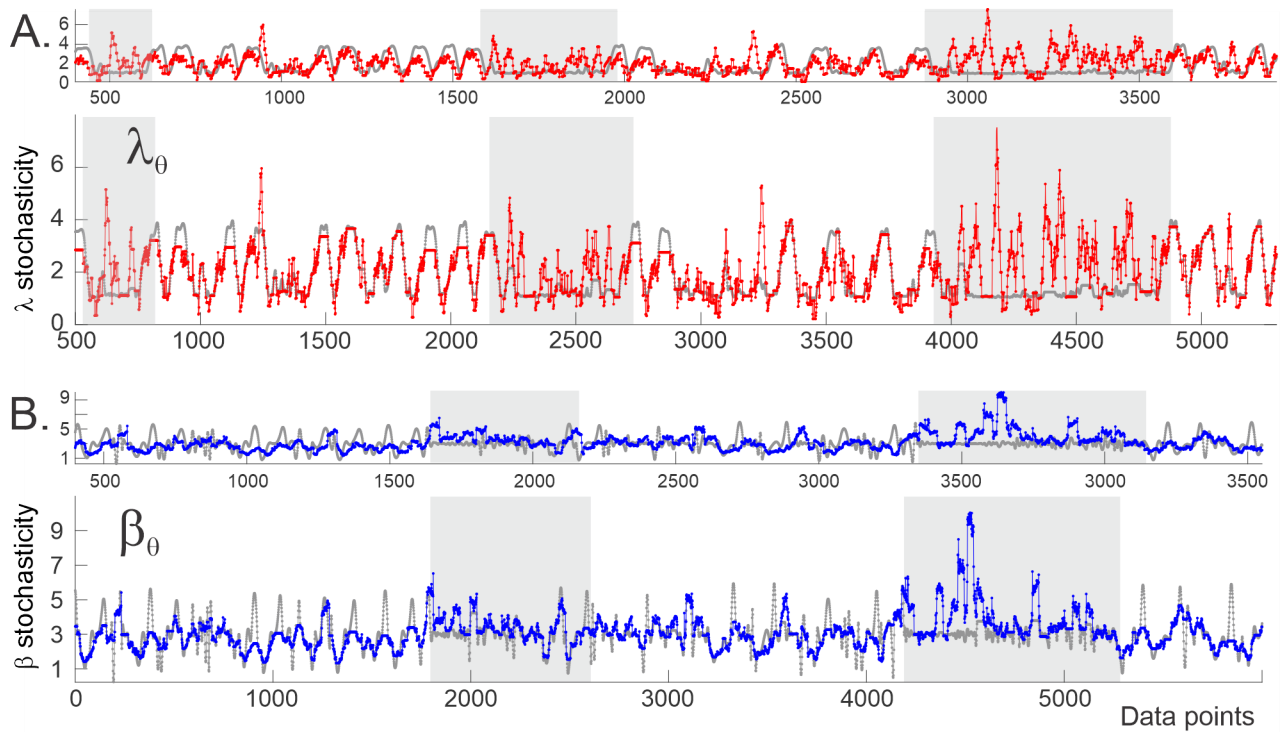 A.
6
4
2
0
500 1000 1500 2000 2500 3000 3500
λθ
λ stochasticity
6
4
2
0
500 1000 1500 2000 2500 3000 3500 4000 4500 5000
B.
9
5
1
500 1000 1500 2000 2500 3000 3500 3000 3500
βθ
β stochasticity
9
7
5
3
1
0 1000 2000 3000 4000 5000
Data points